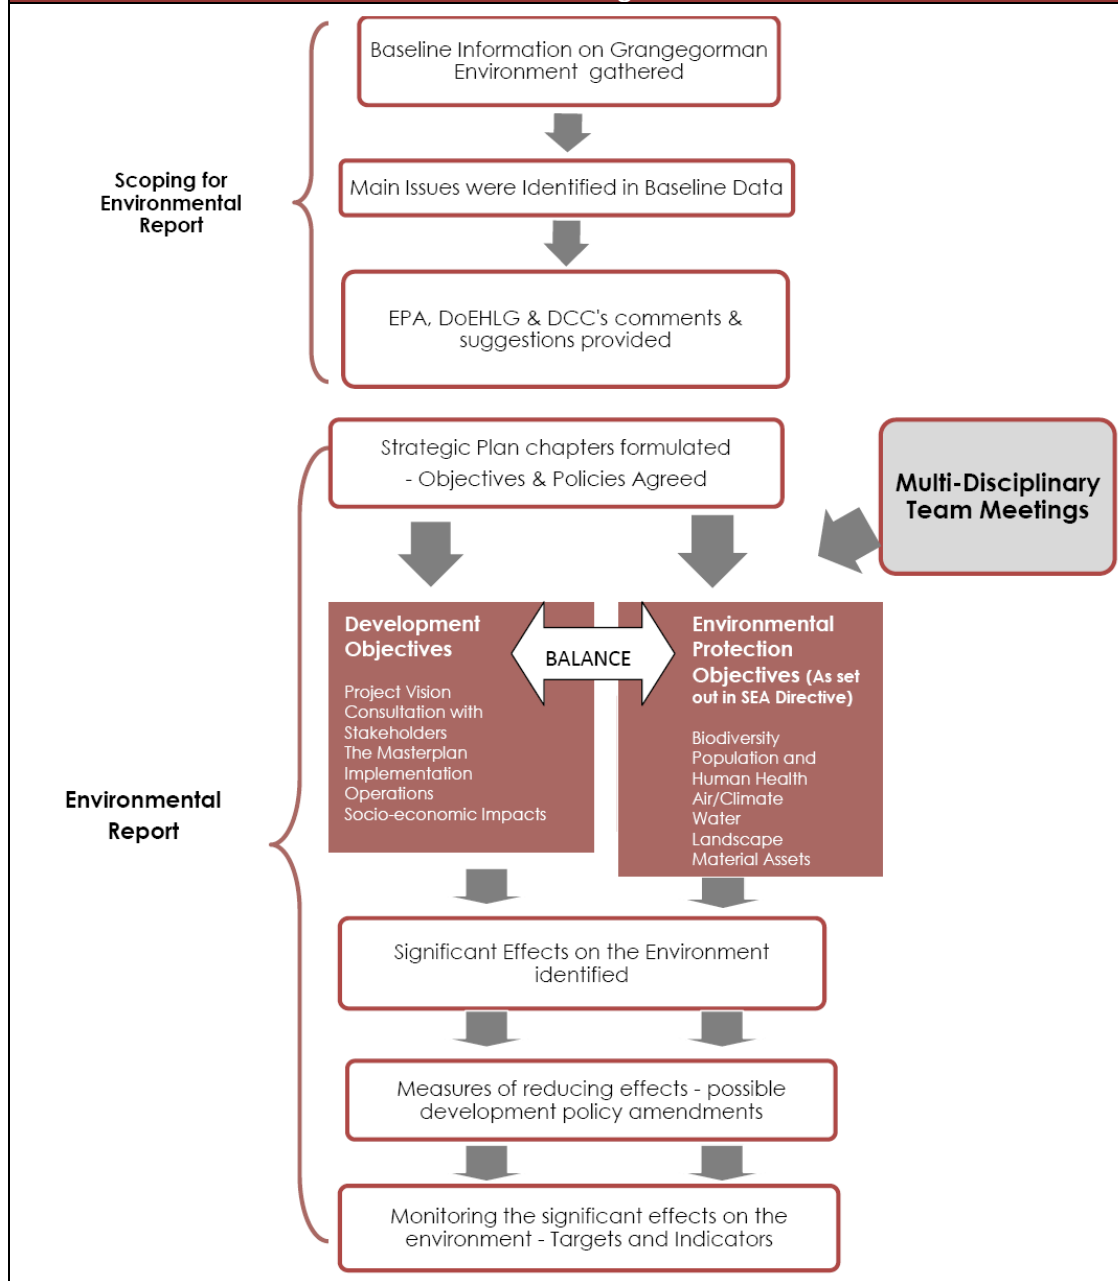 Baseline Information on Grangegorman
Environment gathered
Scoping for
Environmental
Report
Main Issues were Identified in Baseline Data
EPA, DoEHLG & DCC's comments &
suggestions provided
Strategic Plan chapters formulated
- Objectives & Policies Agreed
Multi-Disciplinary
Team Meetings
Development
Objectives
Project Vision
Consultation with
Stakeholders
The Masterplan
Implementation
Operations
Socio-economic Impacts
BALANCE
Environmental
Protection
Objectives (As set
out in SEA Directive)
Biodiversity
Population and
Human Health
Air/Climate
Water
Landscape
Material Assets
Environmental
Report
Significant Effects on the Environment
identified
Measures of reducing effects - possible
development policy amendments
Monitoring the significant effects on the
environment - Targets and Indicators